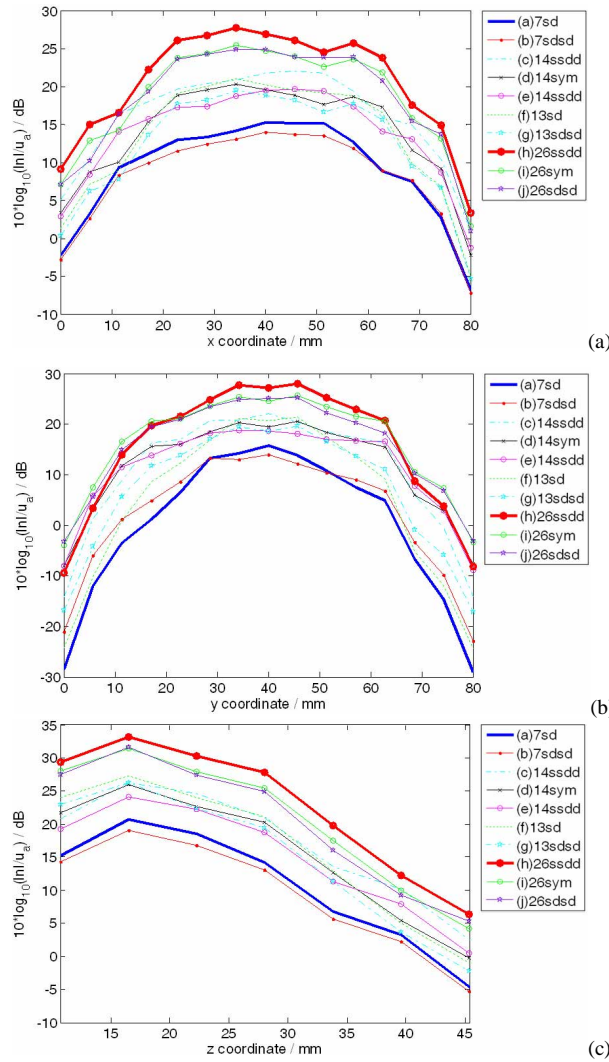 30
25
20
15
10
5
0
-5
-10
10*log10(lnI/ua) / dB
0 10 20 30 40 50 60 70 80
x coordinate / mm
(a)7sd
(b)7sdsd
(c)14ssdd
(d)14sym
(e)14ssdd
(f)13sd
(g)13sdsd
(h)26ssdd
(i)26sym
(j)26sdsd
(a)
30
20
10
0
-10
-20
-30
10*log10(lnI/ua) / dB
0 10 20 30 40 50 60 70 80
y coordinate / mm
(a)7sd
(b)7sdsd
(c)14ssdd
(d)14sym
(e)14ssdd
(f)13sd
(g)13sdsd
(h)26ssdd
(i)26sym
(j)26sdsd
(b)
35
30
25
20
15
10
5
0
-5
-10
10*log10(lnI/ua) / dB
15 20 25 30 35 40 45
z coordinate / mm
(a)7sd
(b)7sdsd
(c)14ssdd
(d)14sym
(e)14ssdd
(f)13sd
(g)13sdsd
(h)26ssdd
(i)26sym
(j)26sdsd
(c)